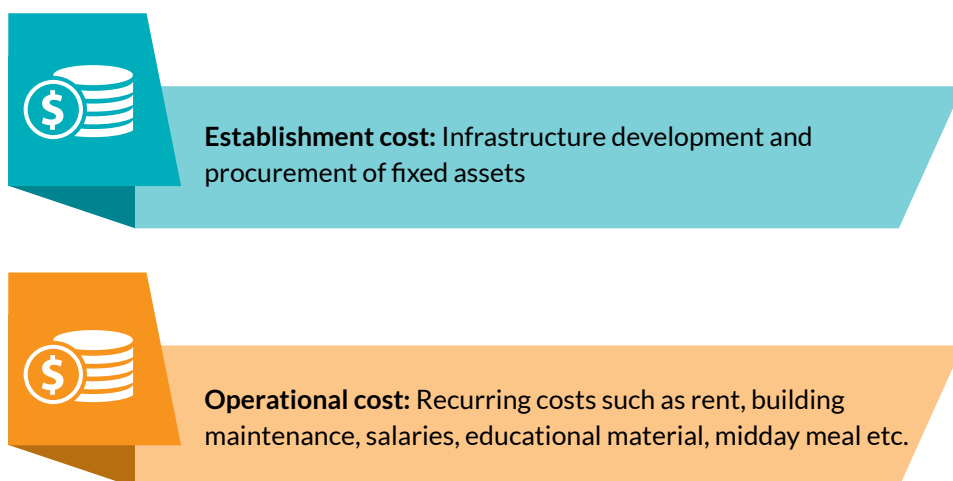 $
Establishment cost: Infrastructure development and
procurement of fixed assets
$
Operational cost: Recurring costs such as rent, building
maintenance, salaries, educational material, midday meal etc.